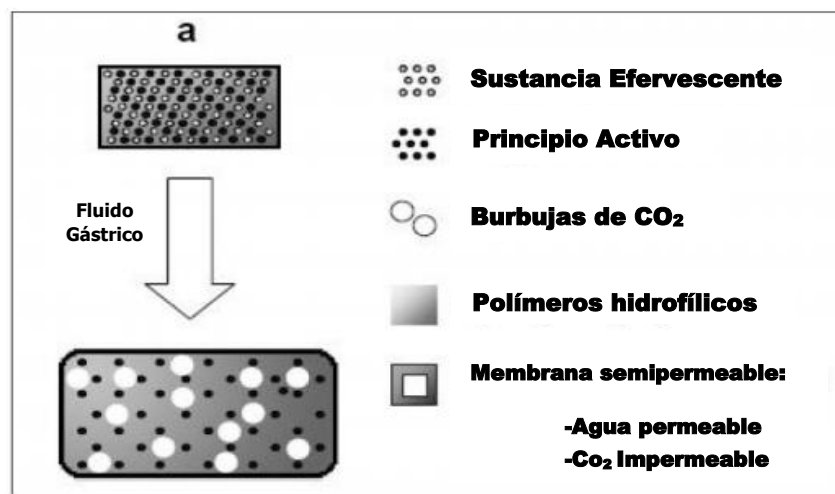 a
Sustancia Efervescente
Principio Activo
Fluido
Gástrico
Burbujas de CO₂
Polímeros hidrofílicos
Membrana semipermeable:
-Agua permeable
-Co₂ Impermeable